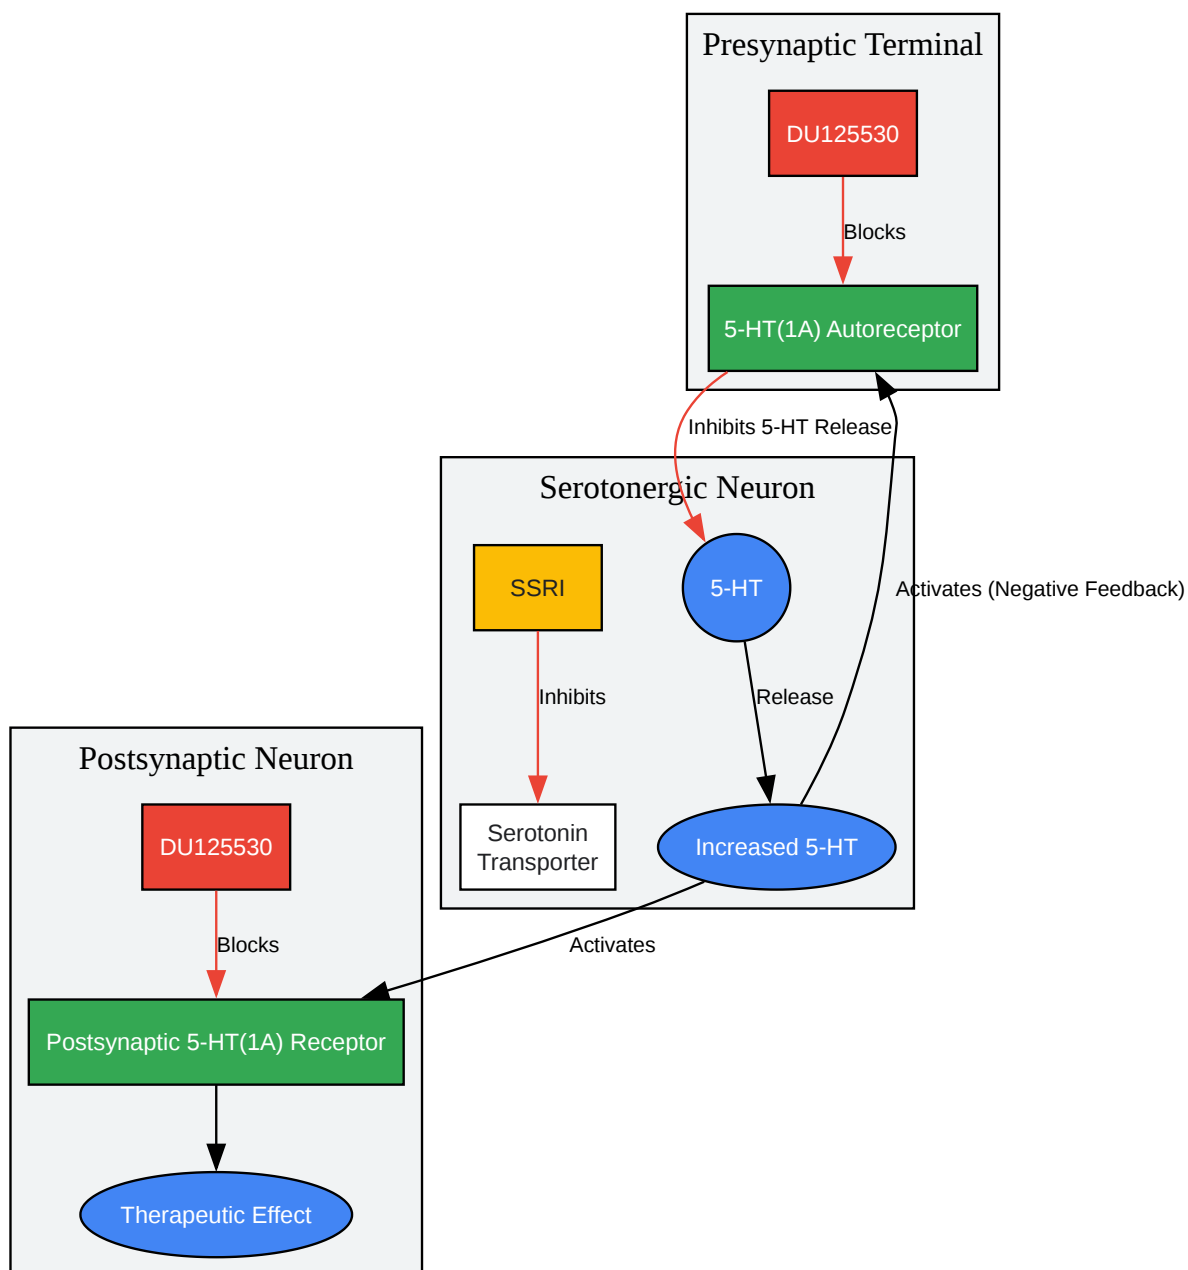 Presynaptic Terminal
DU125530
Blocks
5-HT(1A) Autoreceptor
Inhibits 5-HT Release
Serotonergic Neuron
SSRI
5-HT
Activates (Negative Feedback)
Inhibits
Release
Postsynaptic Neuron
DU125530
Serotonin
Transporter
Increased 5-HT
Blocks
Activates
Postsynaptic 5-HT(1A) Receptor
Therapeutic Effect